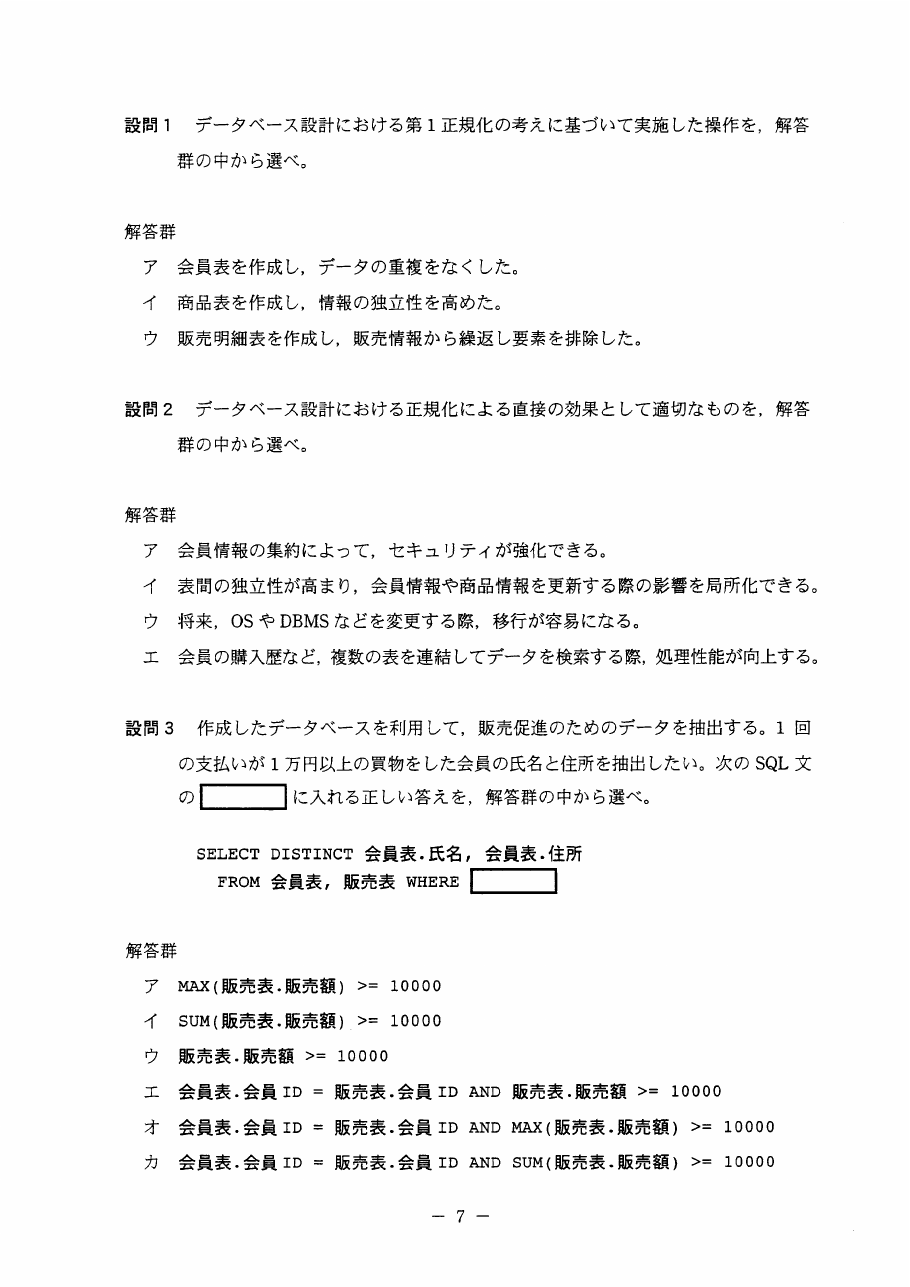 設問1 データベース設計における第1正規化の考えに基づいて実施した操作を，解答
群の中から選べ。
解答群
ア 会員表を作成し，データの重複をなくした。
イ 商品表を作成し，情報の独立性を高めた。
ウ 販売明細表を作成し，販売情報から繰返し要素を排除した。
設問2 データベース設計における正規化による直接の効果として適切なものを，解答
群の中から選べ。
解答群
ア 会員情報の集約によって，セキュリティが強化できる。
イ 表間の独立性が高まり，会員情報や商品情報を更新する際の影響を局所化できる。
ウ 将来，OSやDBMSなどを変更する際，移行が容易になる。
エ 会員の購入歴など，複数の表を連結してデータを検索する際，処理性能が向上する。
設問3 作成したデータベースを利用して，販売促進のためのデータを抽出する。1回
の支払いが1万円以上の買物をした会員の氏名と住所を抽出したい。次のSQL文
の に入れる正しい答えを，解答群の中から選べ。
SELECT DISTINCT 会員表.氏名, 会員表.住所
FROM 会員表, 販売表 WHERE
解答群
ア MAX(販売表.販売額) >= 10000
イ SUM(販売表.販売額) >= 10000
ウ 販売表.販売額 >= 10000
エ 会員表.会員ID = 販売表.会員ID AND 販売表.販売額 >= 10000
オ 会員表.会員ID = 販売表.会員ID AND MAX(販売表.販売額) >= 10000
カ 会員表.会員ID = 販売表.会員ID AND SUM(販売表.販売額) >= 10000
— 7 —